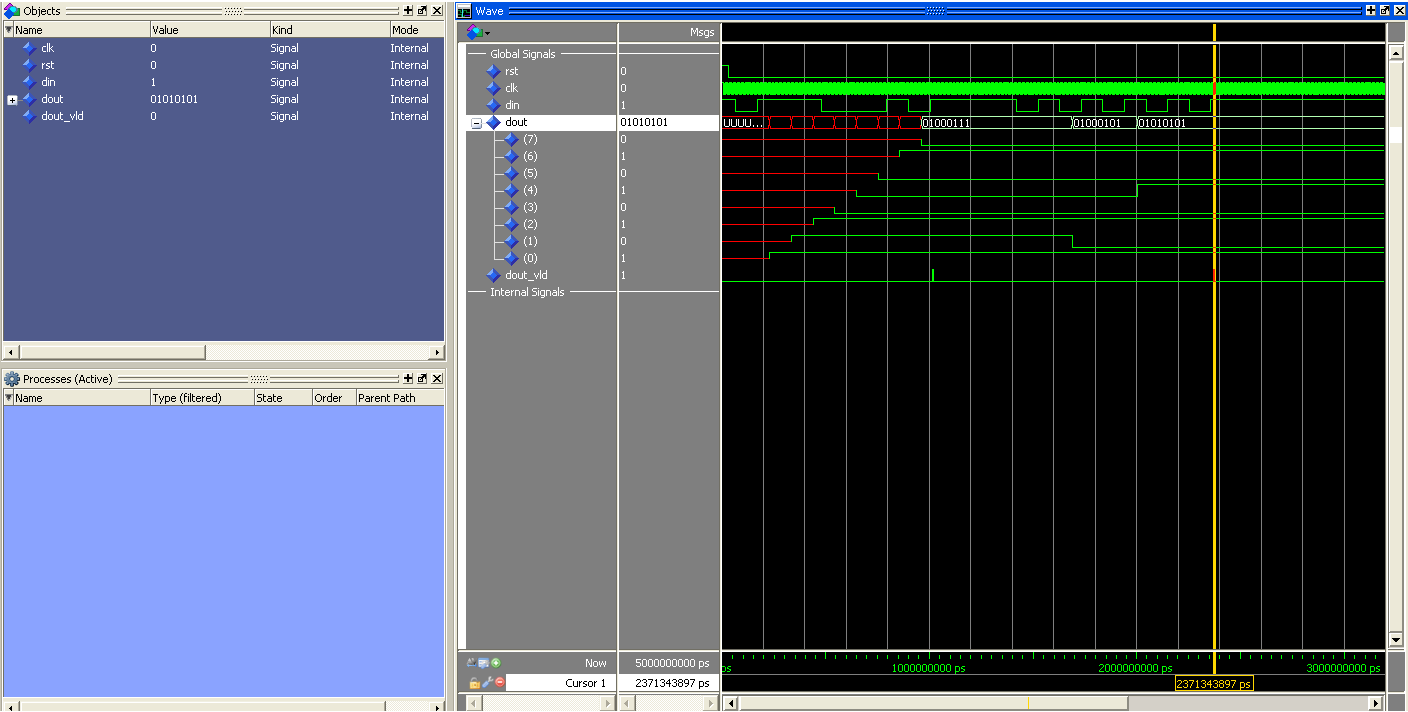 Objects
Name Value Kind Mode
clk 0 Signal Internal
rst 0 Signal Internal
din 1 Signal Internal
dout 01010101 Signal Internal
dout_vld 0 Signal Internal
Processes (Active)
Name Type (filtered) State Order Parent Path
Wave
Msgs
Global Signals
rst 0
clk 0
din 1
dout 01010101 UUUU... 01000111 01000101 01010101
(7) 0
(6) 1
(5) 0
(4) 1
(3) 0
(2) 1
(1) 0
(0) 1
dout_vld 1
Internal Signals
Now 5000000000 ps ps 1000000000 ps 2000000000 ps 3000000000 ps
Cursor 1 2371343897 ps 2371343897 ps